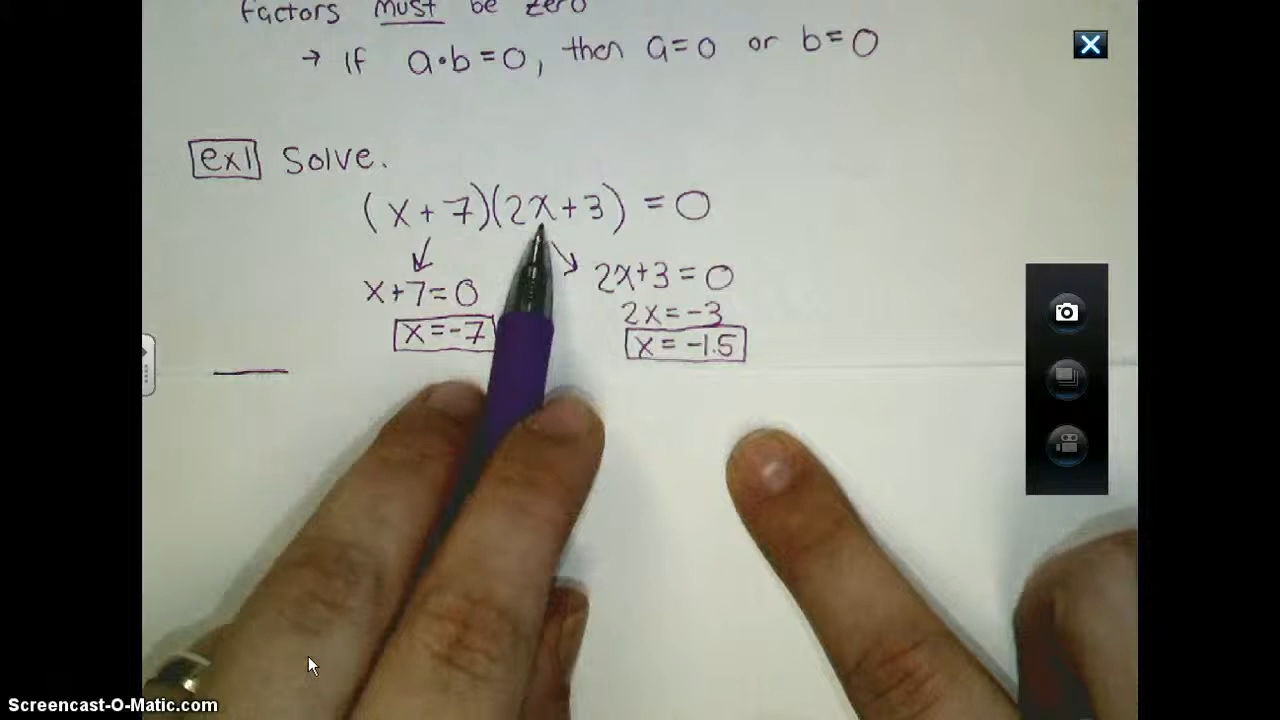 factors must be zero
→ If a·b=0, then a=0 or b=0
ex1 Solve.
(x+7)(2x+3) = 0
x+7=0
x=-7
2x+3=0
2x=-3
x=-1.5
Screencast-O-Matic.com